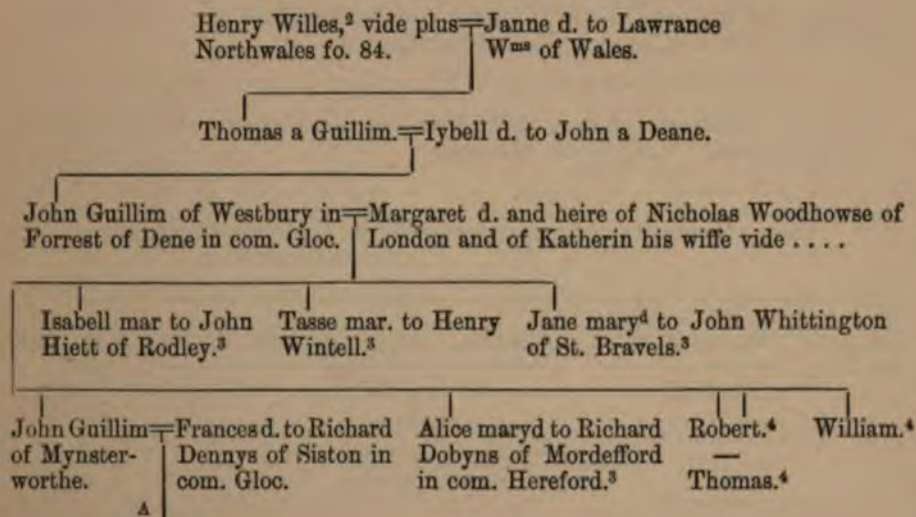 Henry Willes,² vide plus Janne d. to Lawrance
Northwales fo. 84. Wᵐˢ of Wales.
Thomas a Guillim. Iybell d. to John a Deane.
John Guillim of Westbury in Margaret d. and heire of Nicholas Woodhowse of
Forrest of Dene in com. Gloc. London and of Katherin his wiffe vide . . . .
Isabell mar to John
Hiett of Rodley.³
Tasse mar. to Henry
Wintell.³
Jane maryᵈ to John Whittington
of St. Bravels.³
John Guillim
of Mynster-
worthe.
Frances d. to Richard
Dennys of Siston in
com. Gloc.
Alice maryd to Richard
Dobyns of Mordefford
in com. Hereford.³
Robert.⁴
—
Thomas.⁴
William.⁴
A